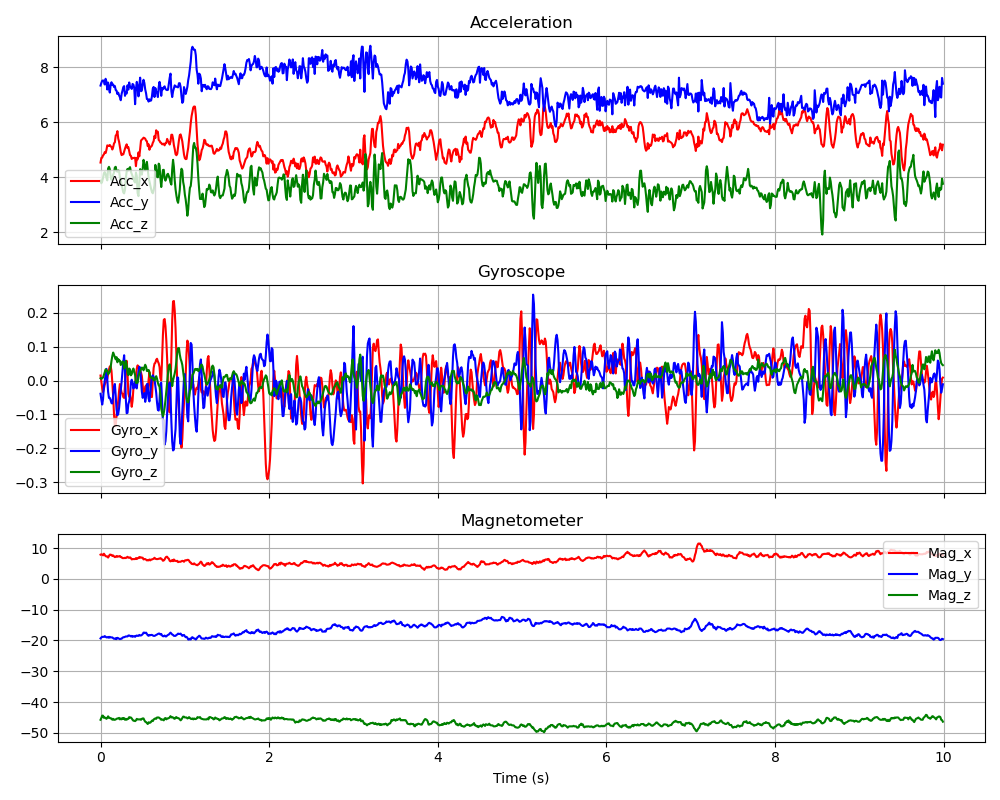 Acceleration
8
6
4
2
Acc_x
Acc_y
Acc_z
Gyroscope
0.2
0.1
0.0
−0.1
−0.2
−0.3
Gyro_x
Gyro_y
Gyro_z
Magnetometer
10
0
−10
−20
−30
−40
−50
Mag_x
Mag_y
Mag_z
0 2 4 6 8 10
Time (s)